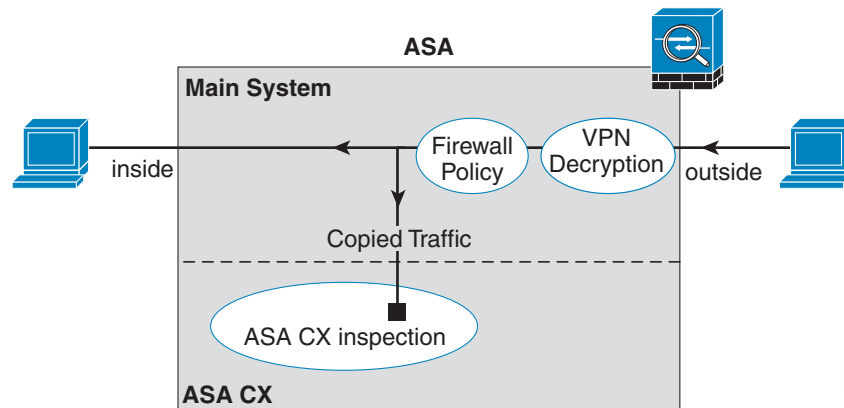 ASA
Main System
inside
Firewall
Policy
VPN
Decryption
outside
Copied Traffic
ASA CX inspection
ASA CX